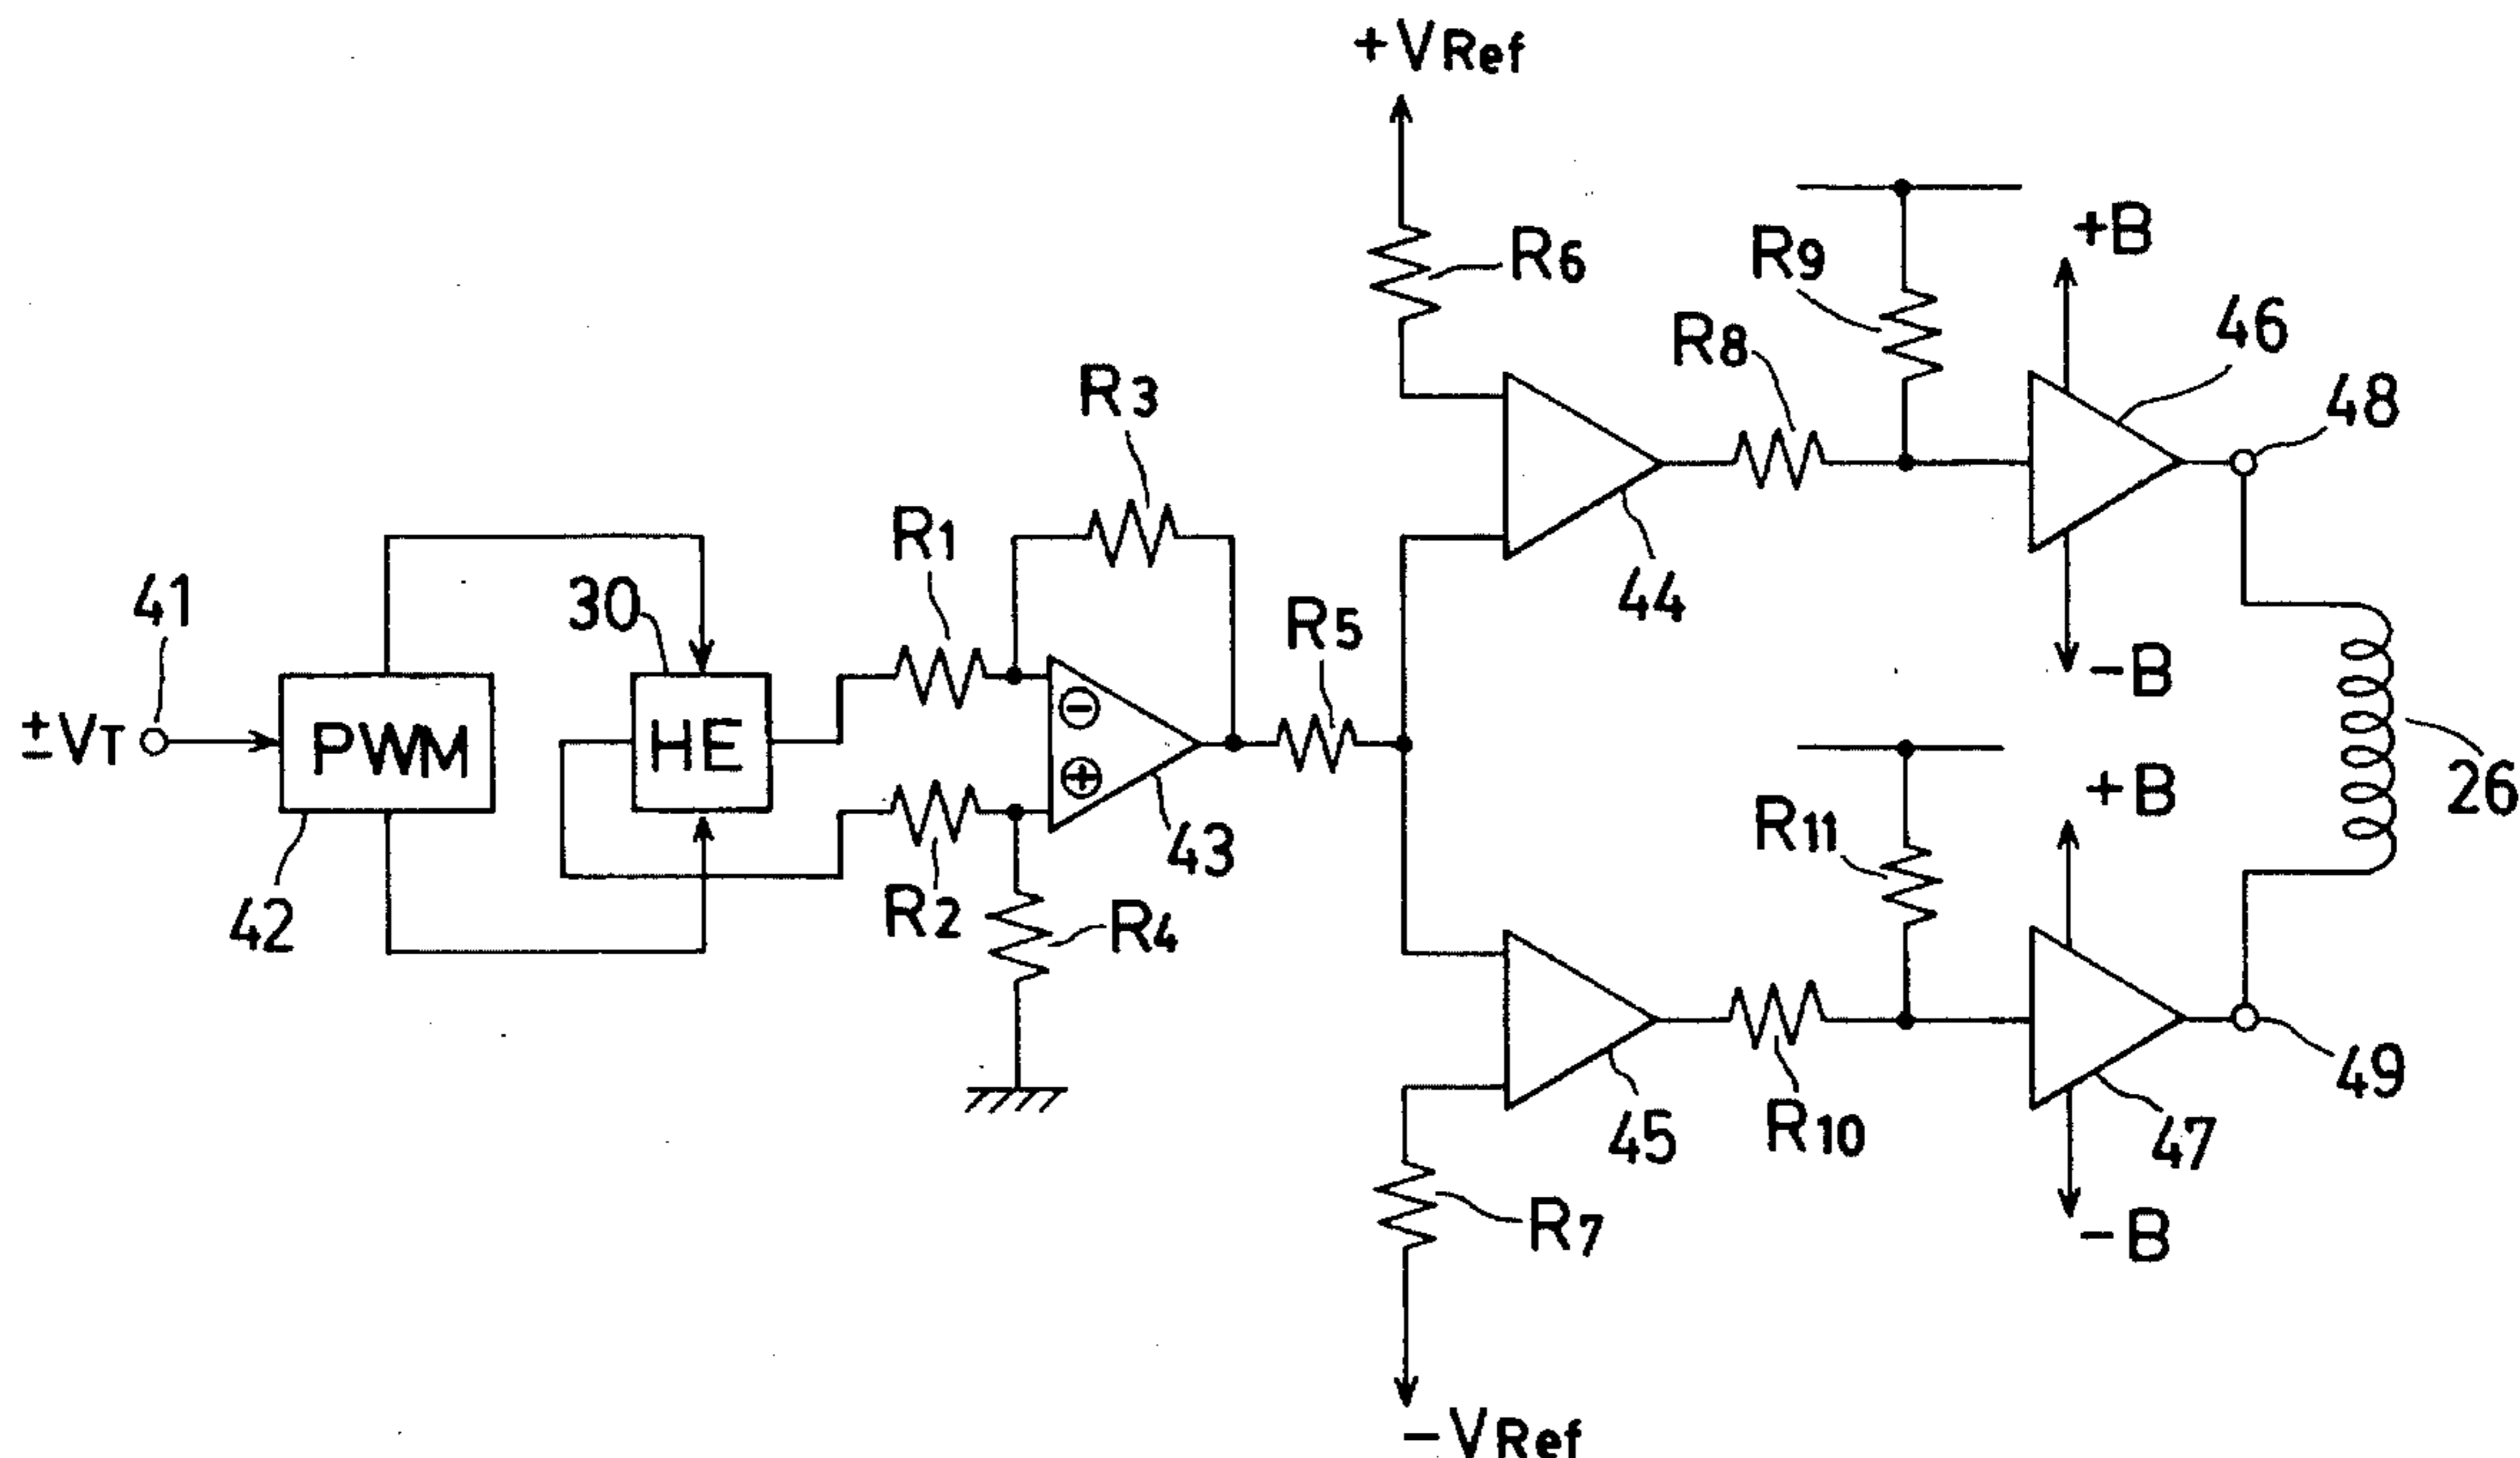 +VRef
R6
R9
+B
46
R8
48
R3
R1
44
41
30
R5
-B
±VT
PWM
HE
⊖
⊕
26
+B
43
R11
42
R2
R4
49
45
R10
47
R7
-B
-VRef